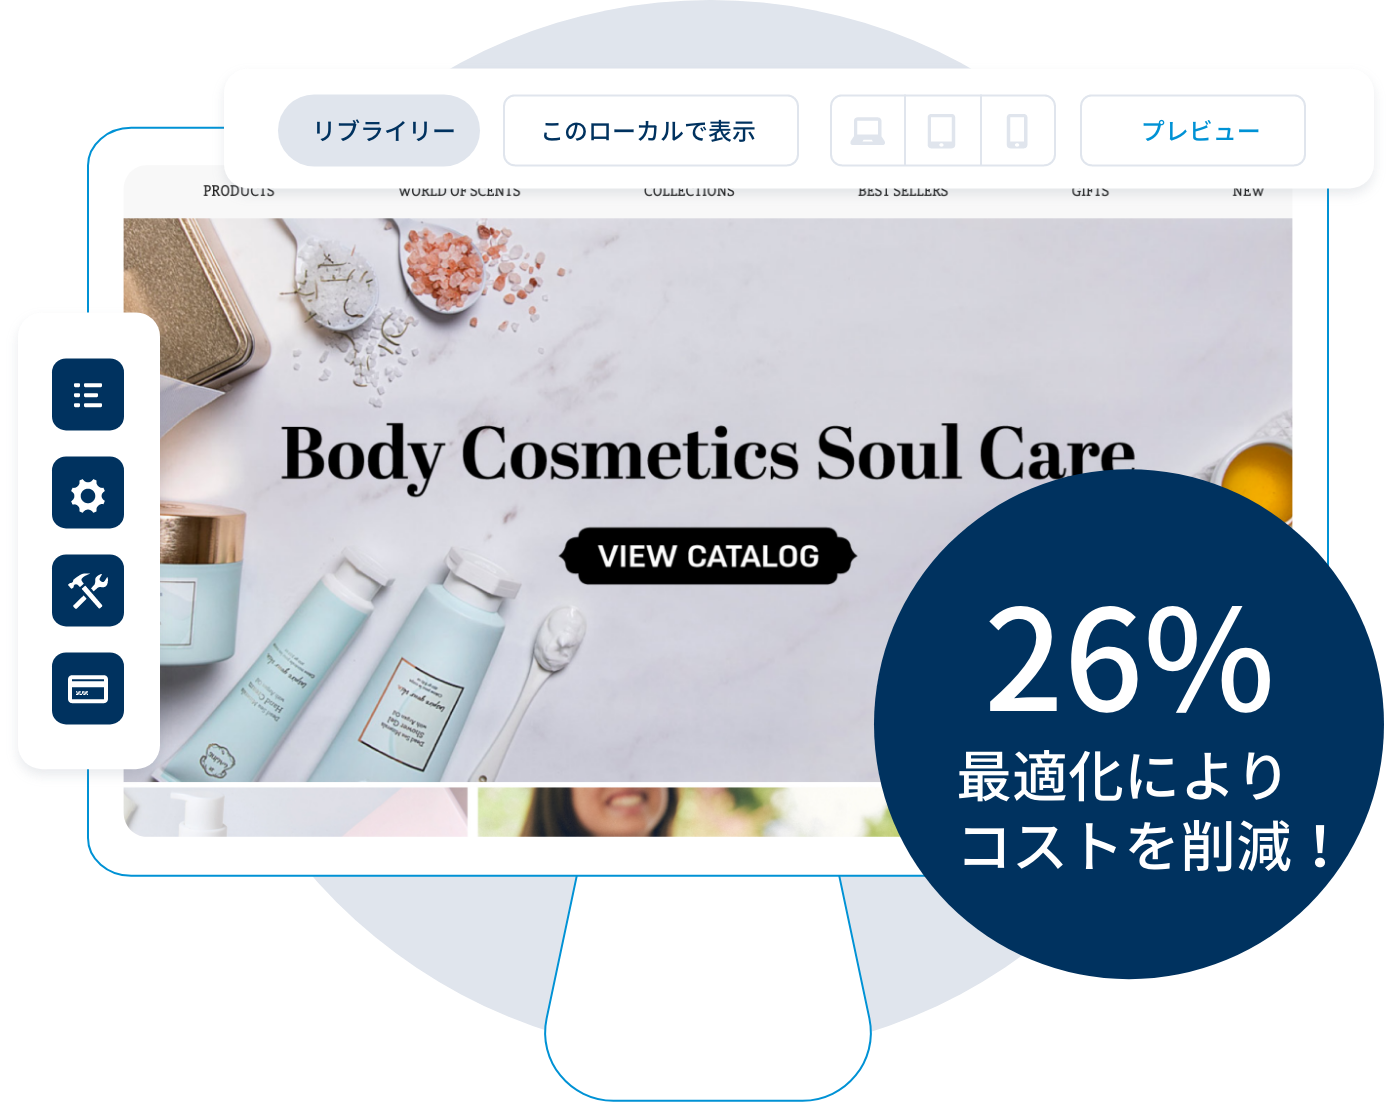 リブライリー
このローカルで表示
プレビュー
PRODUCTS
WORLD OF SCENTS
COLLECTIONS
BEST SELLERS
GIFTS
NEW
Body Cosmetics Soul Care
VIEW CATALOG
26%
最適化により
コストを削減！